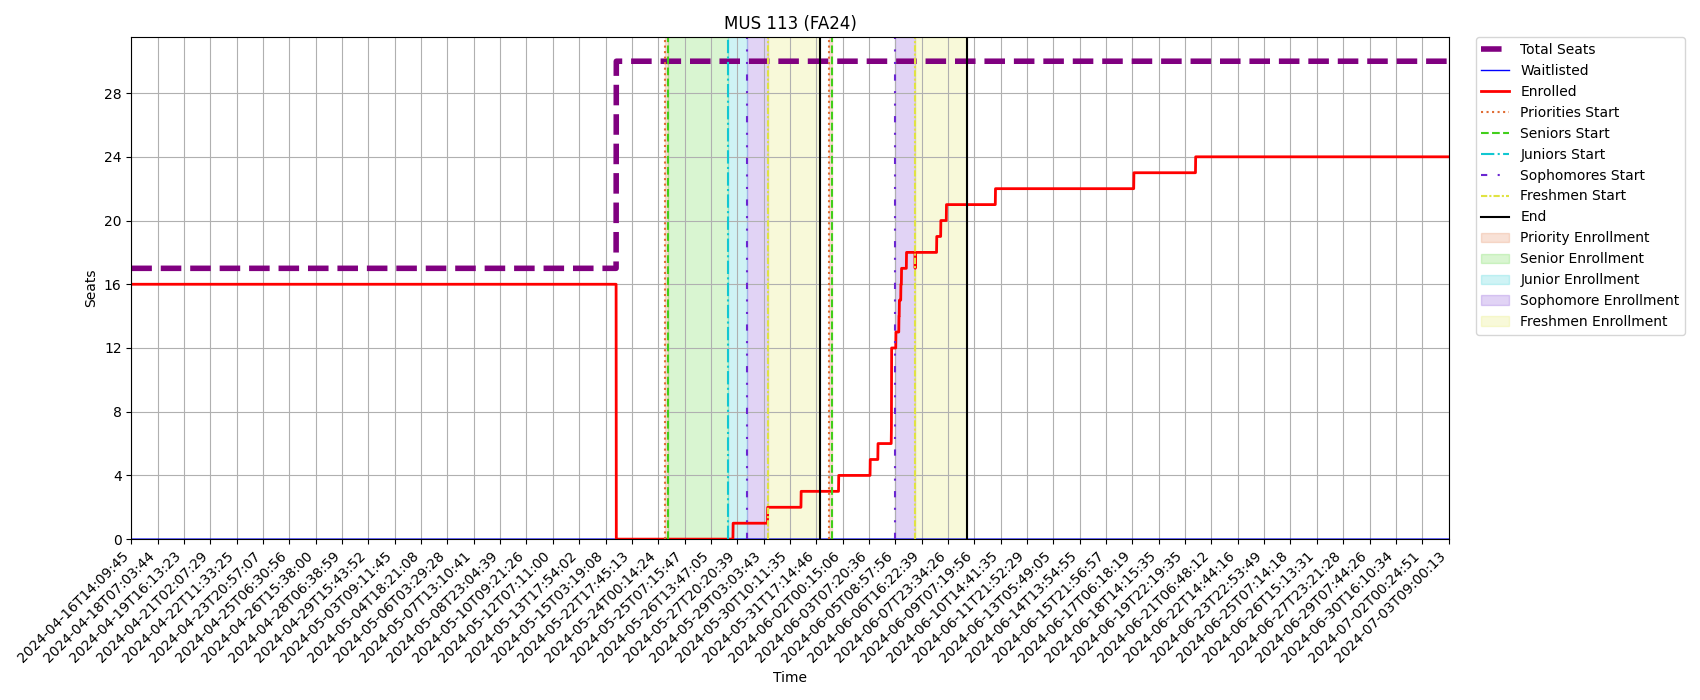 MUS 113 (FA24)
Seats
28
24
20
16
12
8
4
0
2024-04-16T14:09:45
2024-04-18T07:03:44
2024-04-19T16:13:23
2024-04-21T02:07:29
2024-04-22T11:33:25
2024-04-23T20:57:07
2024-04-25T06:30:56
2024-04-26T15:38:00
2024-04-28T06:38:59
2024-04-29T15:43:52
2024-05-03T09:11:45
2024-05-04T18:21:08
2024-05-06T03:29:28
2024-05-07T13:10:41
2024-05-08T23:04:39
2024-05-10T09:21:26
2024-05-12T07:11:00
2024-05-13T17:54:02
2024-05-15T03:19:08
2024-05-22T17:45:13
2024-05-24T00:14:24
2024-05-25T07:15:47
2024-05-26T13:47:05
2024-05-27T20:20:39
2024-05-29T03:03:43
2024-05-30T10:11:35
2024-05-31T17:14:46
2024-06-02T00:15:06
2024-06-03T07:20:36
2024-06-05T08:57:56
2024-06-06T16:22:39
2024-06-07T23:34:26
2024-06-09T07:19:56
2024-06-10T14:41:35
2024-06-11T21:52:29
2024-06-13T05:49:05
2024-06-14T13:54:55
2024-06-15T21:56:57
2024-06-17T06:18:19
2024-06-18T14:15:35
2024-06-19T22:19:35
2024-06-21T06:48:12
2024-06-22T14:44:16
2024-06-23T22:53:49
2024-06-25T07:14:18
2024-06-26T15:13:31
2024-06-27T23:21:28
2024-06-29T07:44:26
2024-06-30T16:10:34
2024-07-02T00:24:51
2024-07-03T09:00:13
Time
Total Seats
Waitlisted
Enrolled
Priorities Start
Seniors Start
Juniors Start
Sophomores Start
Freshmen Start
End
Priority Enrollment
Senior Enrollment
Junior Enrollment
Sophomore Enrollment
Freshmen Enrollment